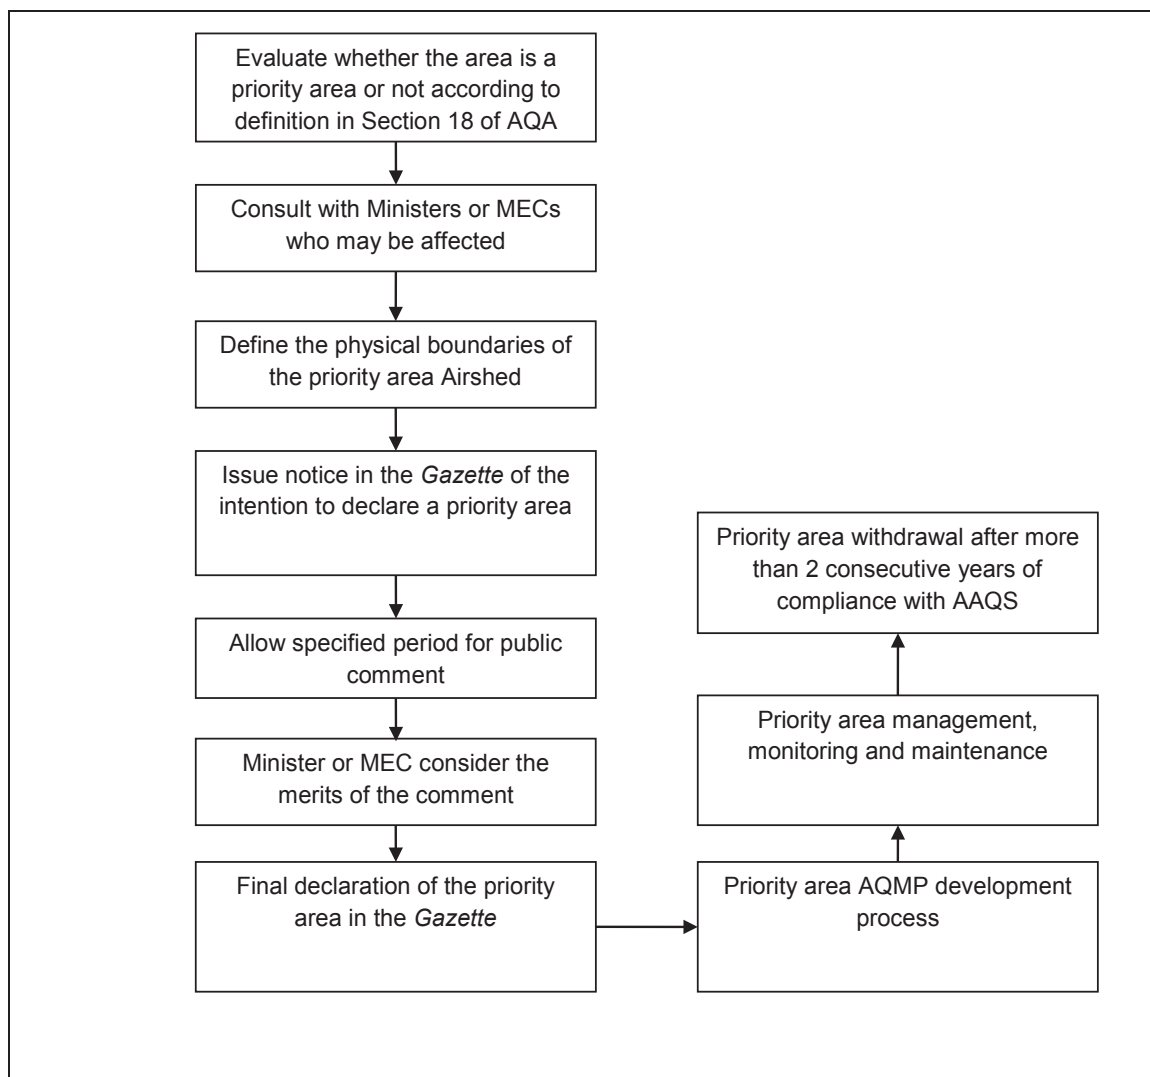 Evaluate whether the area is a
priority area or not according to
definition in Section 18 of AQA
Consult with Ministers or MECs
who may be affected
Define the physical boundaries of
the priority area Airshed
Issue notice in the Gazette of the
intention to declare a priority area
Allow specified period for public
comment
Minister or MEC consider the
merits of the comment
Final declaration of the priority
area in the Gazette
Priority area AQMP development
process
Priority area management,
monitoring and maintenance
Priority area withdrawal after more
than 2 consecutive years of
compliance with AAQS